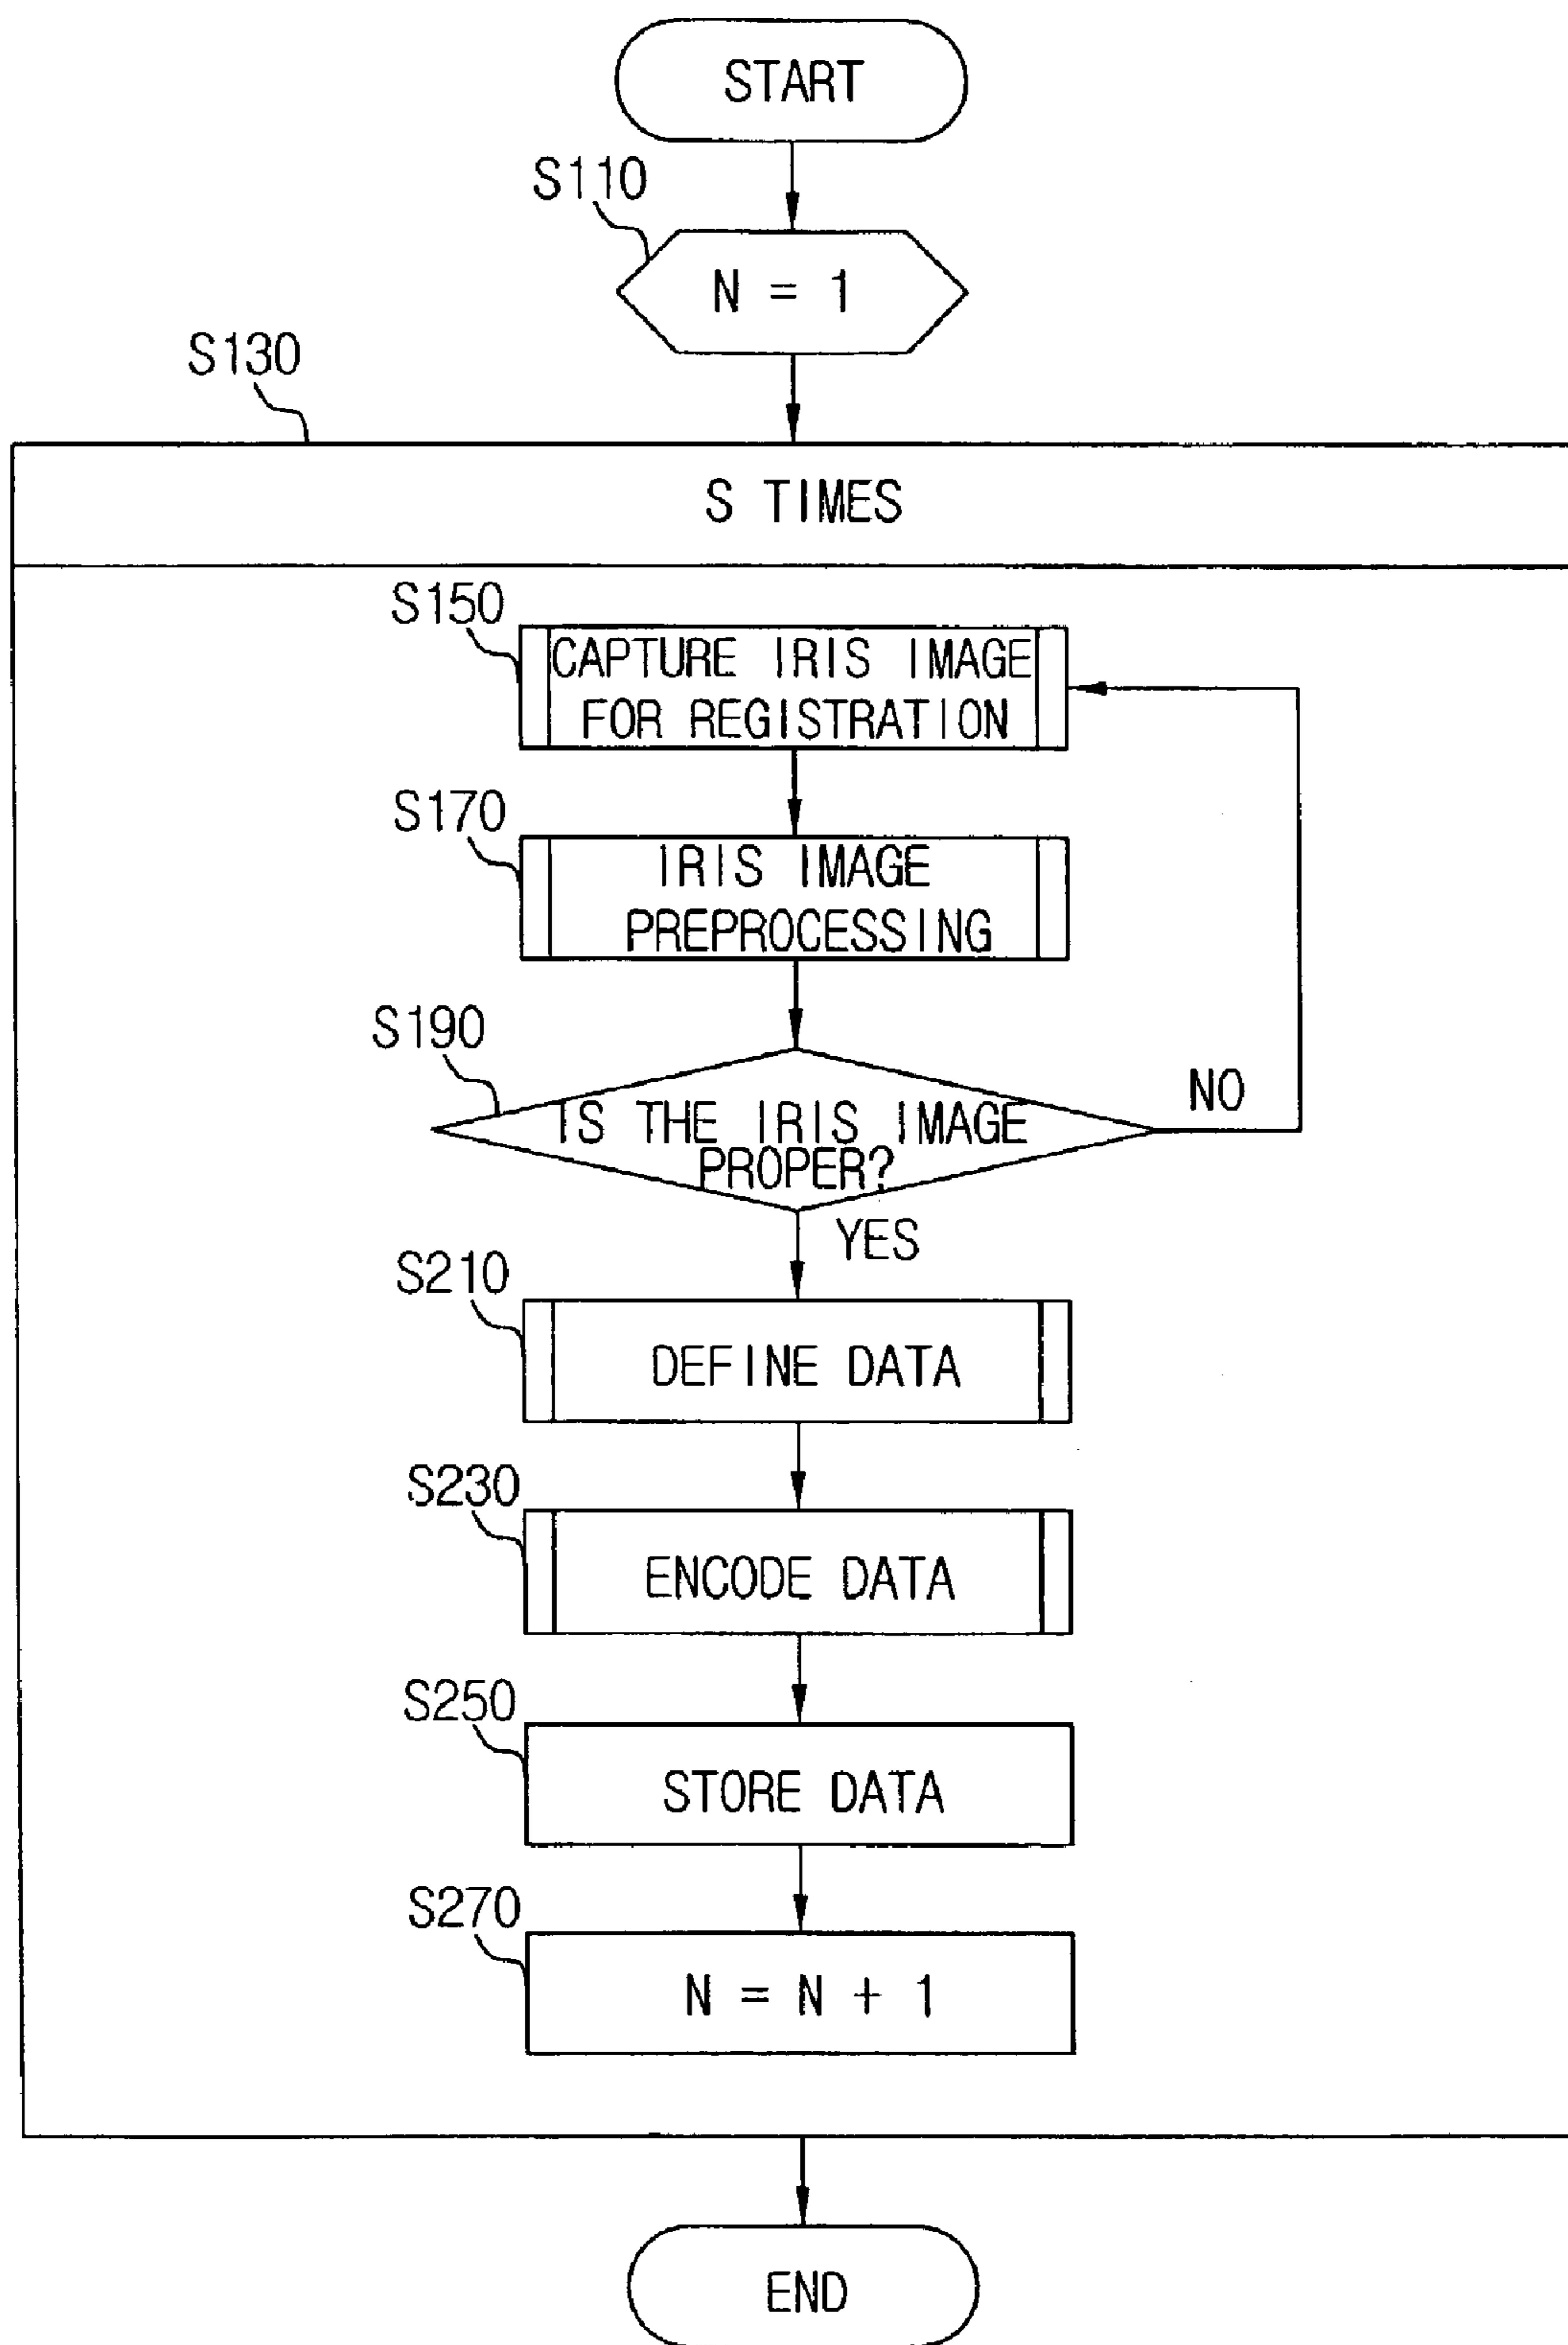 START
S110
N = 1
S130
S TIMES
S150
CAPTURE IRIS IMAGE
FOR REGISTRATION
S170
IRIS IMAGE
PREPROCESSING
S190
IS THE IRIS IMAGE
PROPER?
NO
YES
S210
DEFINE DATA
S230
ENCODE DATA
S250
STORE DATA
S270
N = N + 1
END